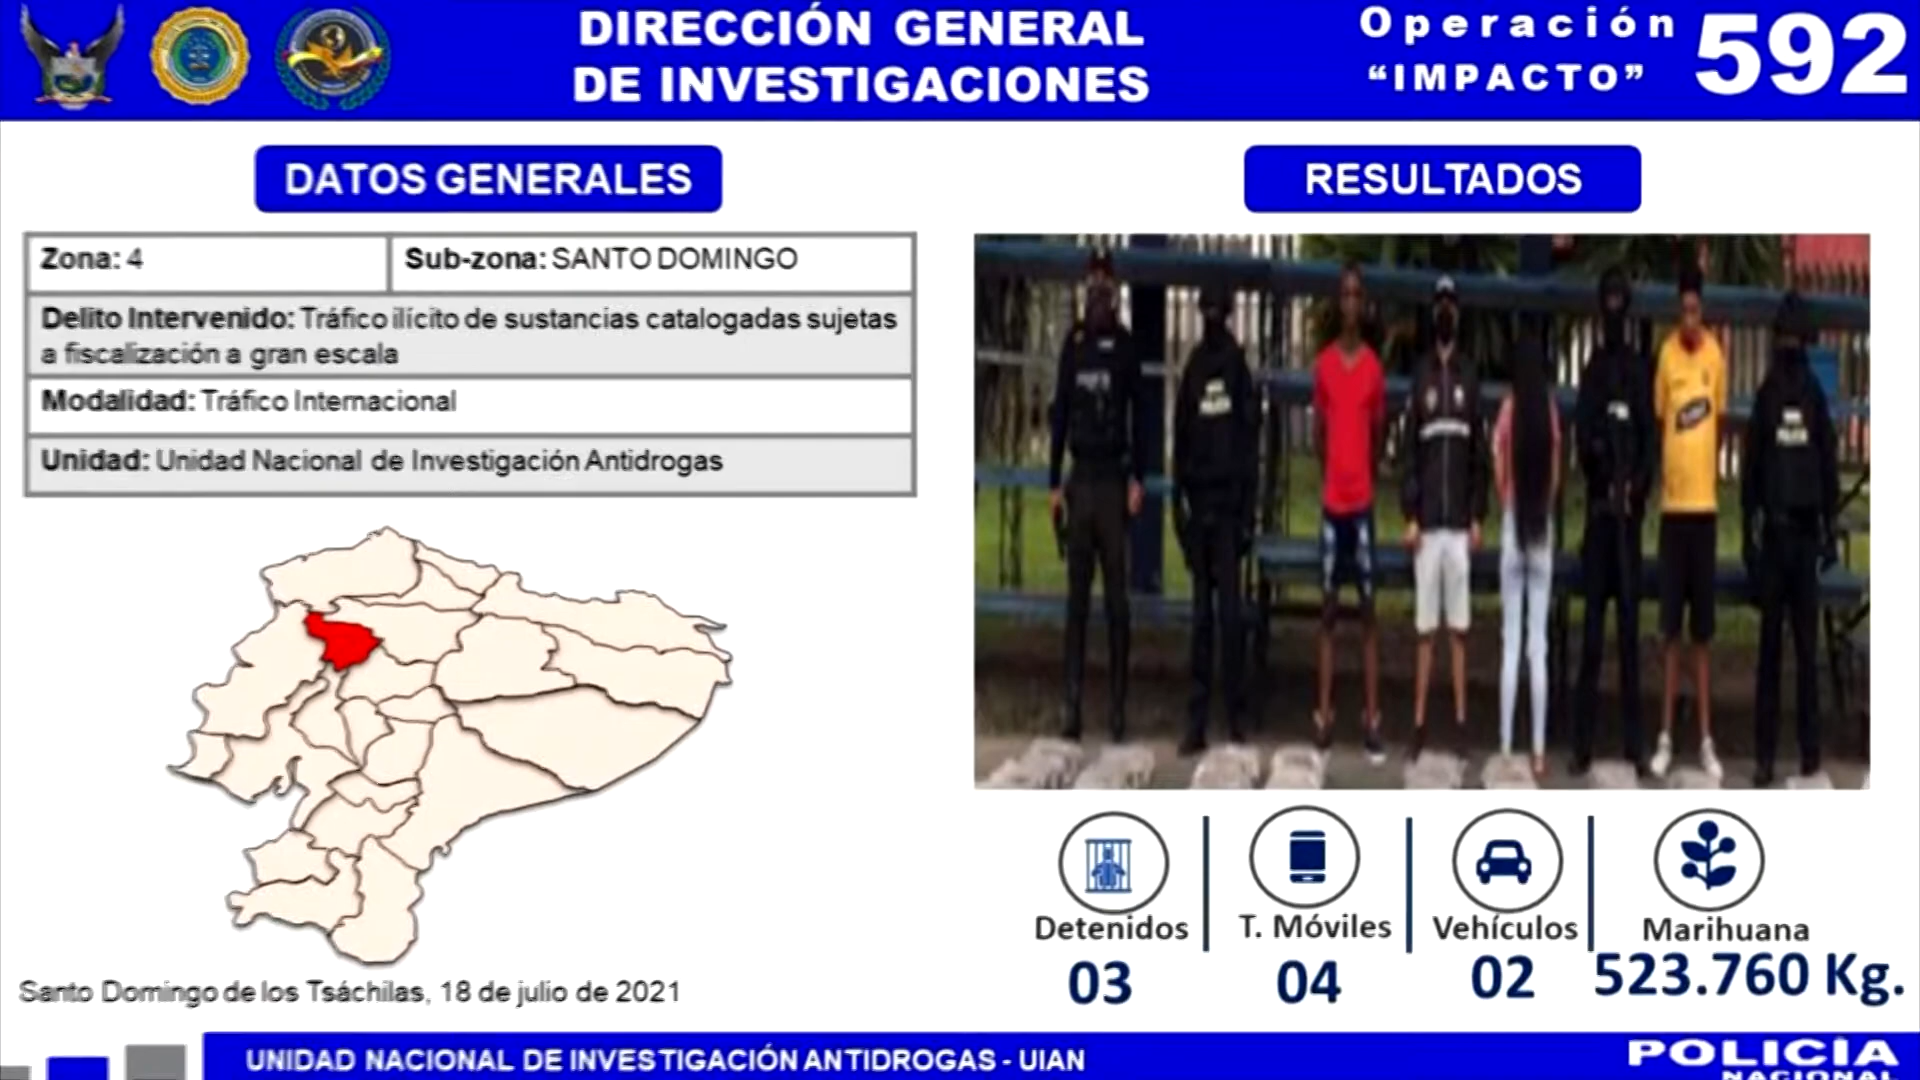 DIRECCIÓN GENERAL
DE INVESTIGACIONES
Operación
“IMPACTO”
592
DATOS GENERALES
Zona: 4
Sub-zona: SANTO DOMINGO
Delito Intervenido: Tráfico ilícito de sustancias catalogadas sujetas
a fiscalización a gran escala
Modalidad: Tráfico Internacional
Unidad: Unidad Nacional de Investigación Antidrogas
Santo Domingo de los Tsáchilas, 18 de julio de 2021
RESULTADOS
Detenidos
03
T. Móviles
04
Vehículos
02
Marihuana
523.760 Kg.
UNIDAD NACIONAL DE INVESTIGACIÓN ANTIDROGAS - UIAN
POLICÍA
NACIONAL